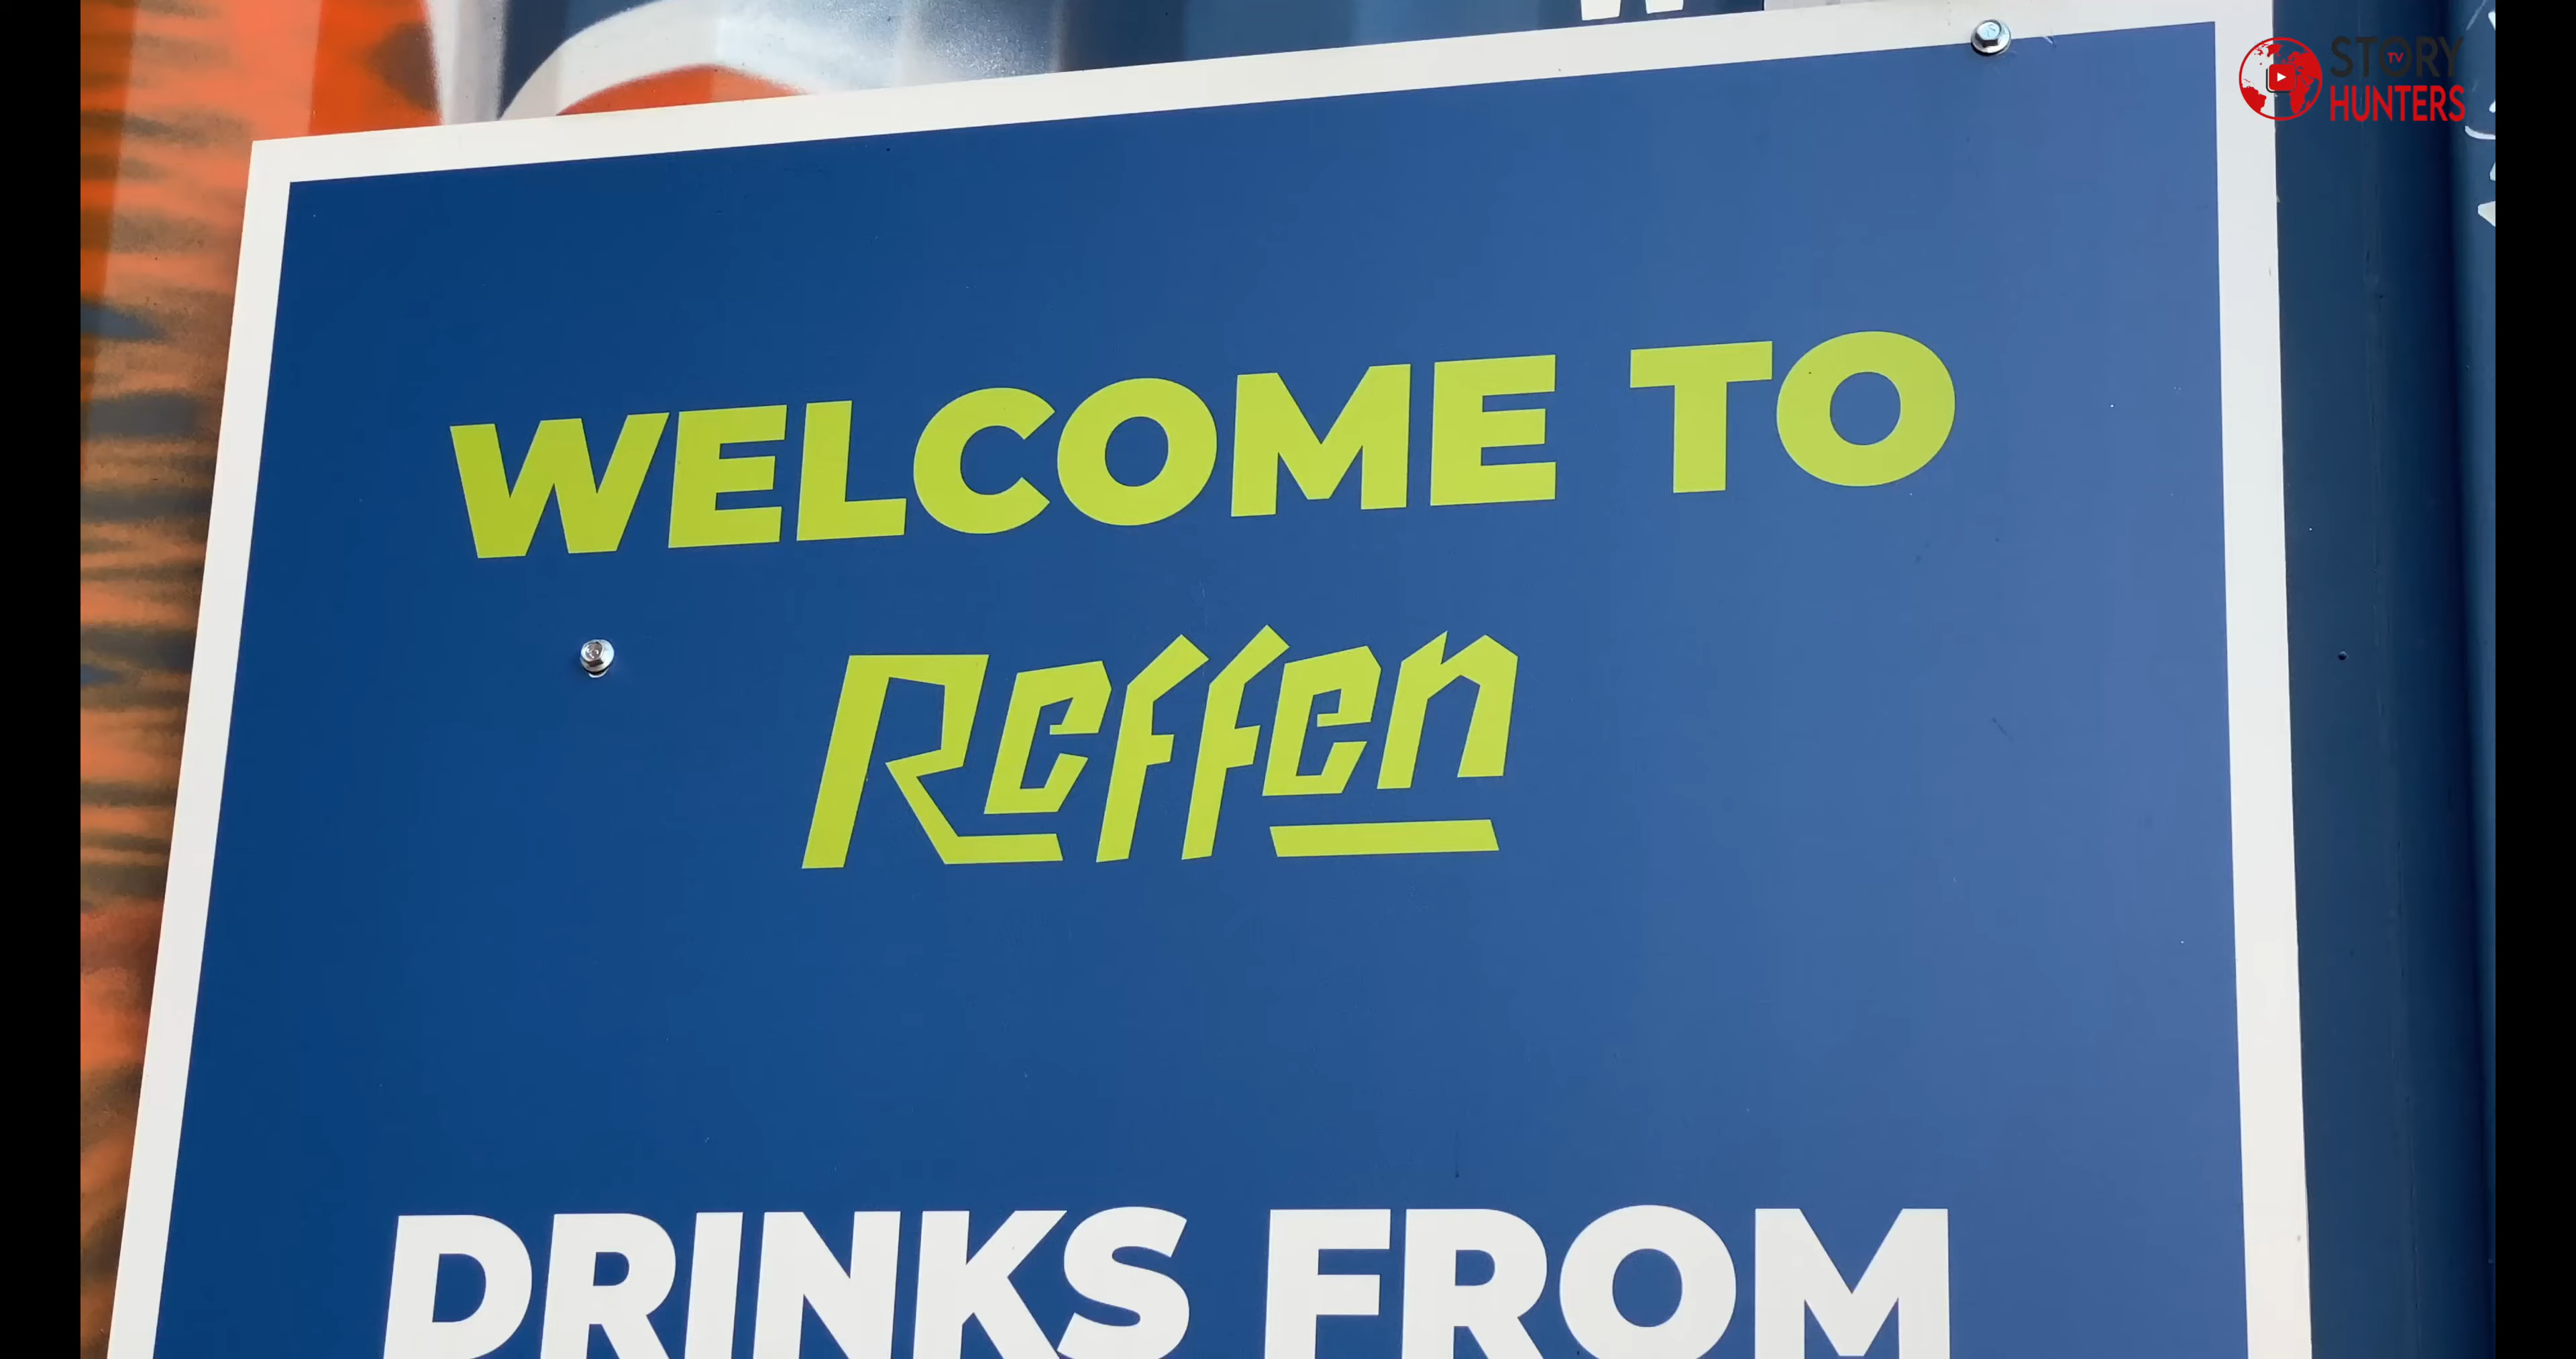 STORY
TV
HUNTERS
WELCOME TO
Reffen
DRINKS FROM